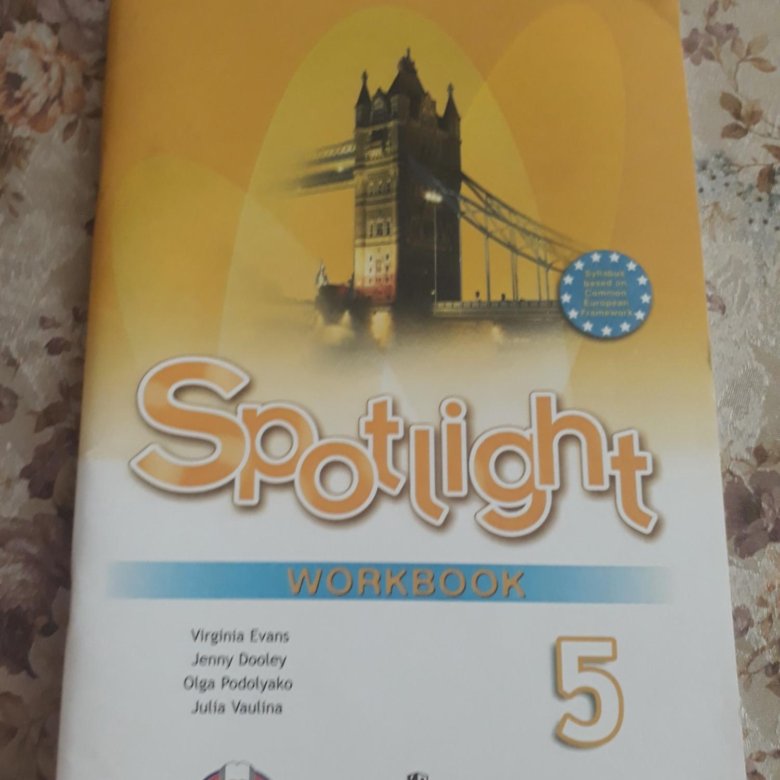 Syllabus
based on
Common
European
Framework
Spotlight
WORKBOOK
Virginia Evans
Jenny Dooley
Olga Podolyako
Julia Vaulina
5